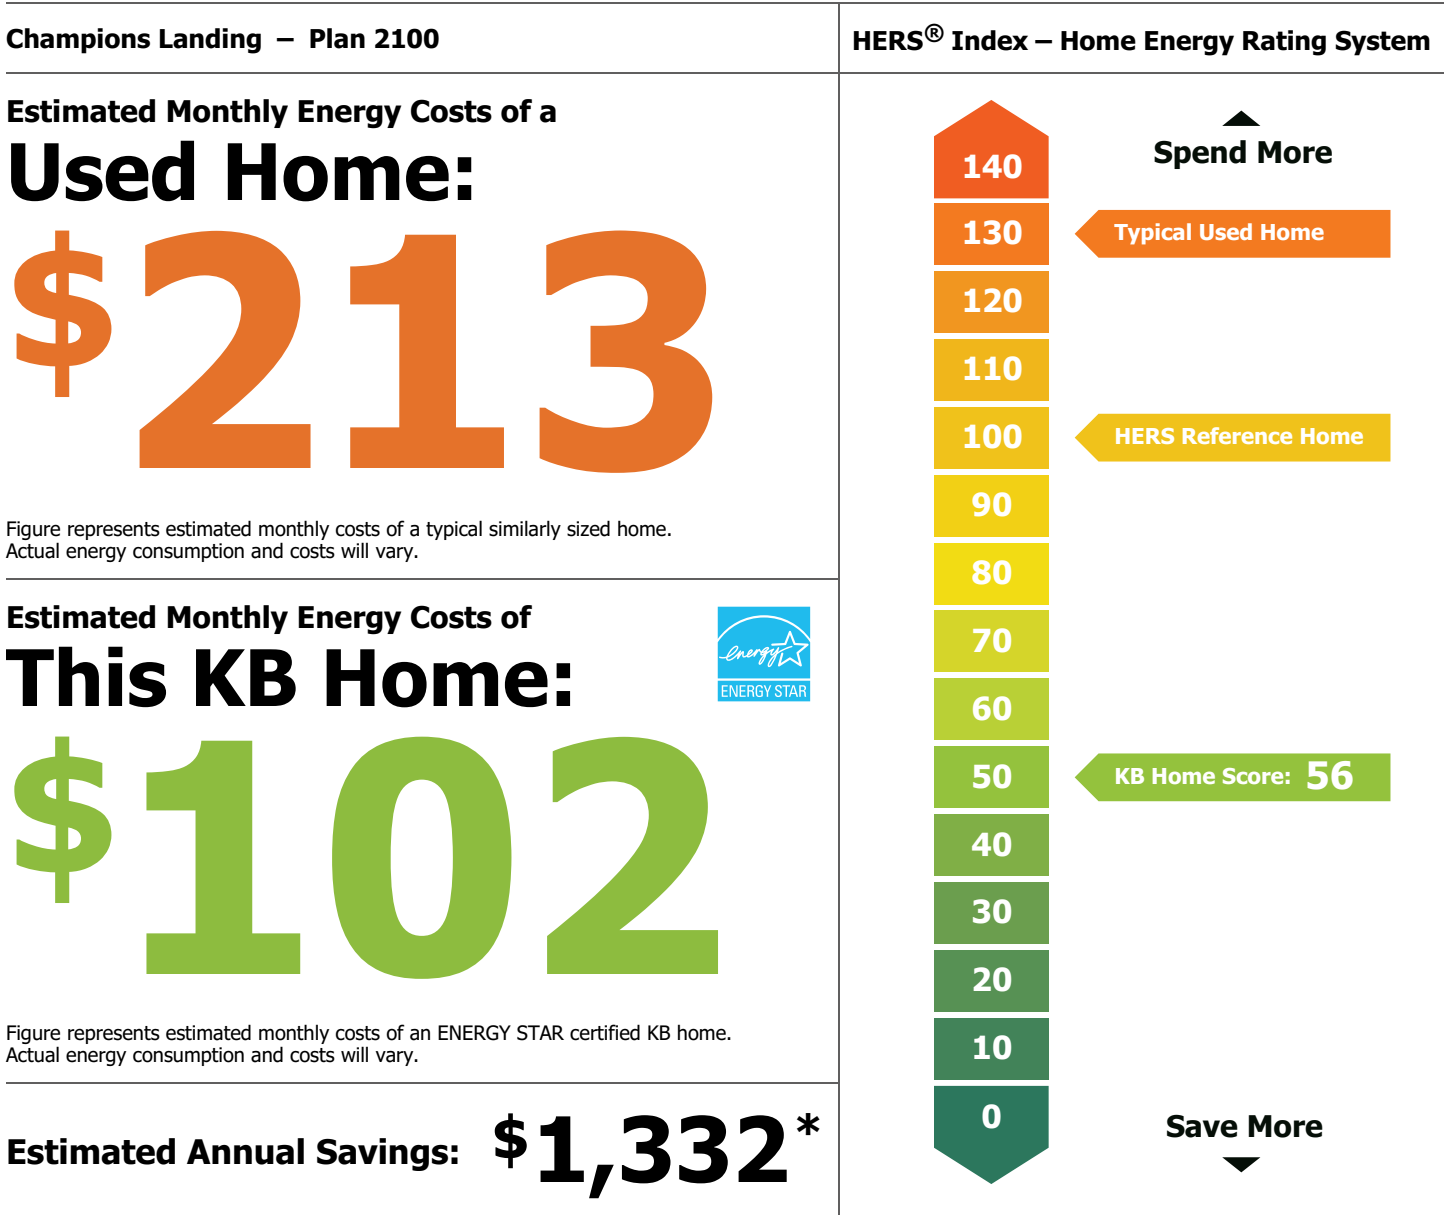 Champions Landing – Plan 2100
Estimated Monthly Energy Costs of a
Used Home:
$213
Figure represents estimated monthly costs of a typical similarly sized home.
Actual energy consumption and costs will vary.
Estimated Monthly Energy Costs of
This KB Home:
energy
ENERGY STAR
$102
Figure represents estimated monthly costs of an ENERGY STAR certified KB home.
Actual energy consumption and costs will vary.
Estimated Annual Savings: $1,332*
HERS® Index – Home Energy Rating System
Spend More
140
130 Typical Used Home
120
110
100 HERS Reference Home
90
80
70
60
50 KB Home Score: 56
40
30
20
10
0
Save More